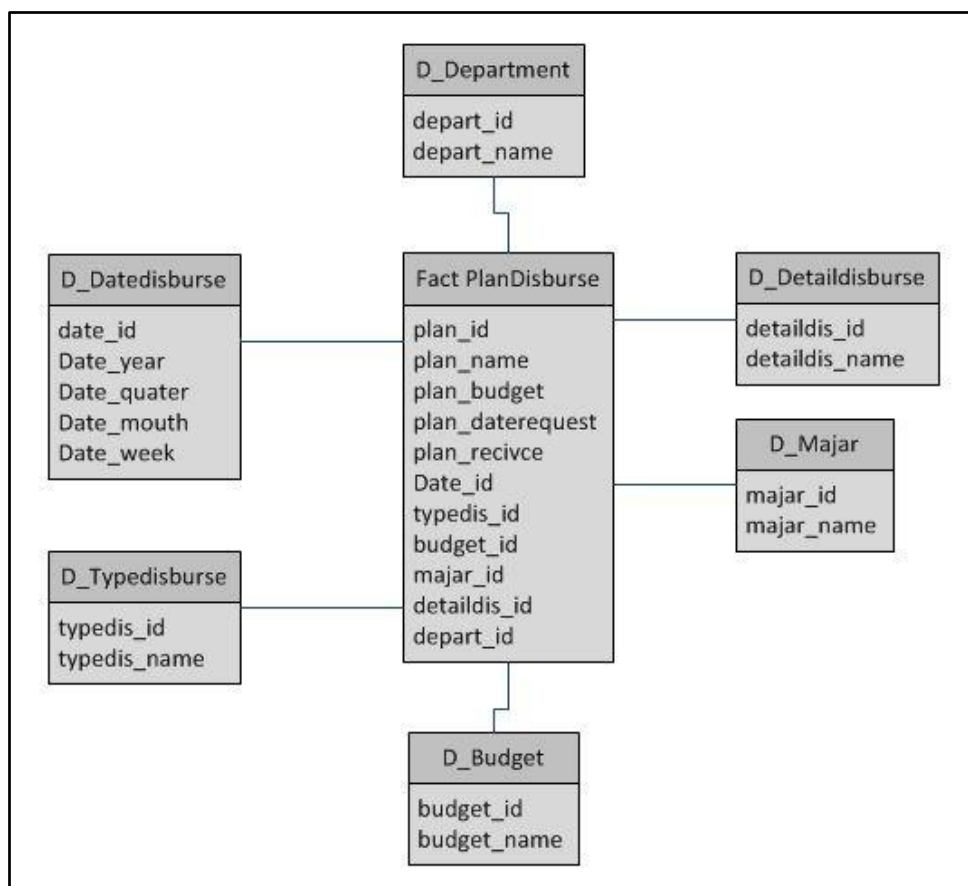 D_Department
depart_id
depart_name
D_Datedisburse
date_id
Date_year
Date_quater
Date_mouth
Date_week
Fact PlanDisburse
plan_id
plan_name
plan_budget
plan_daterequest
plan_recivce
Date_id
typedis_id
budget_id
majar_id
detaildis_id
depart_id
D_Detaildisburse
detaildis_id
detaildis_name
D_Majar
majar_id
majar_name
D_Typedisburse
typedis_id
typedis_name
D_Budget
budget_id
budget_name